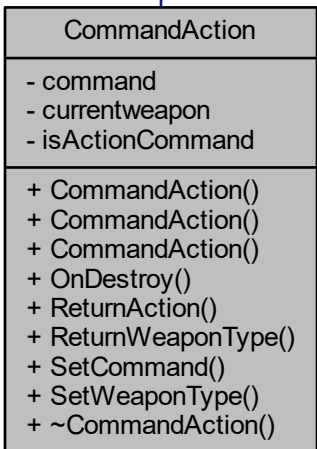 CommandAction
- command
- currentweapon
- isActionCommand
+ CommandAction()
+ CommandAction()
+ CommandAction()
+ OnDestroy()
+ ReturnAction()
+ ReturnWeaponType()
+ SetCommand()
+ SetWeaponType()
+ ~CommandAction()